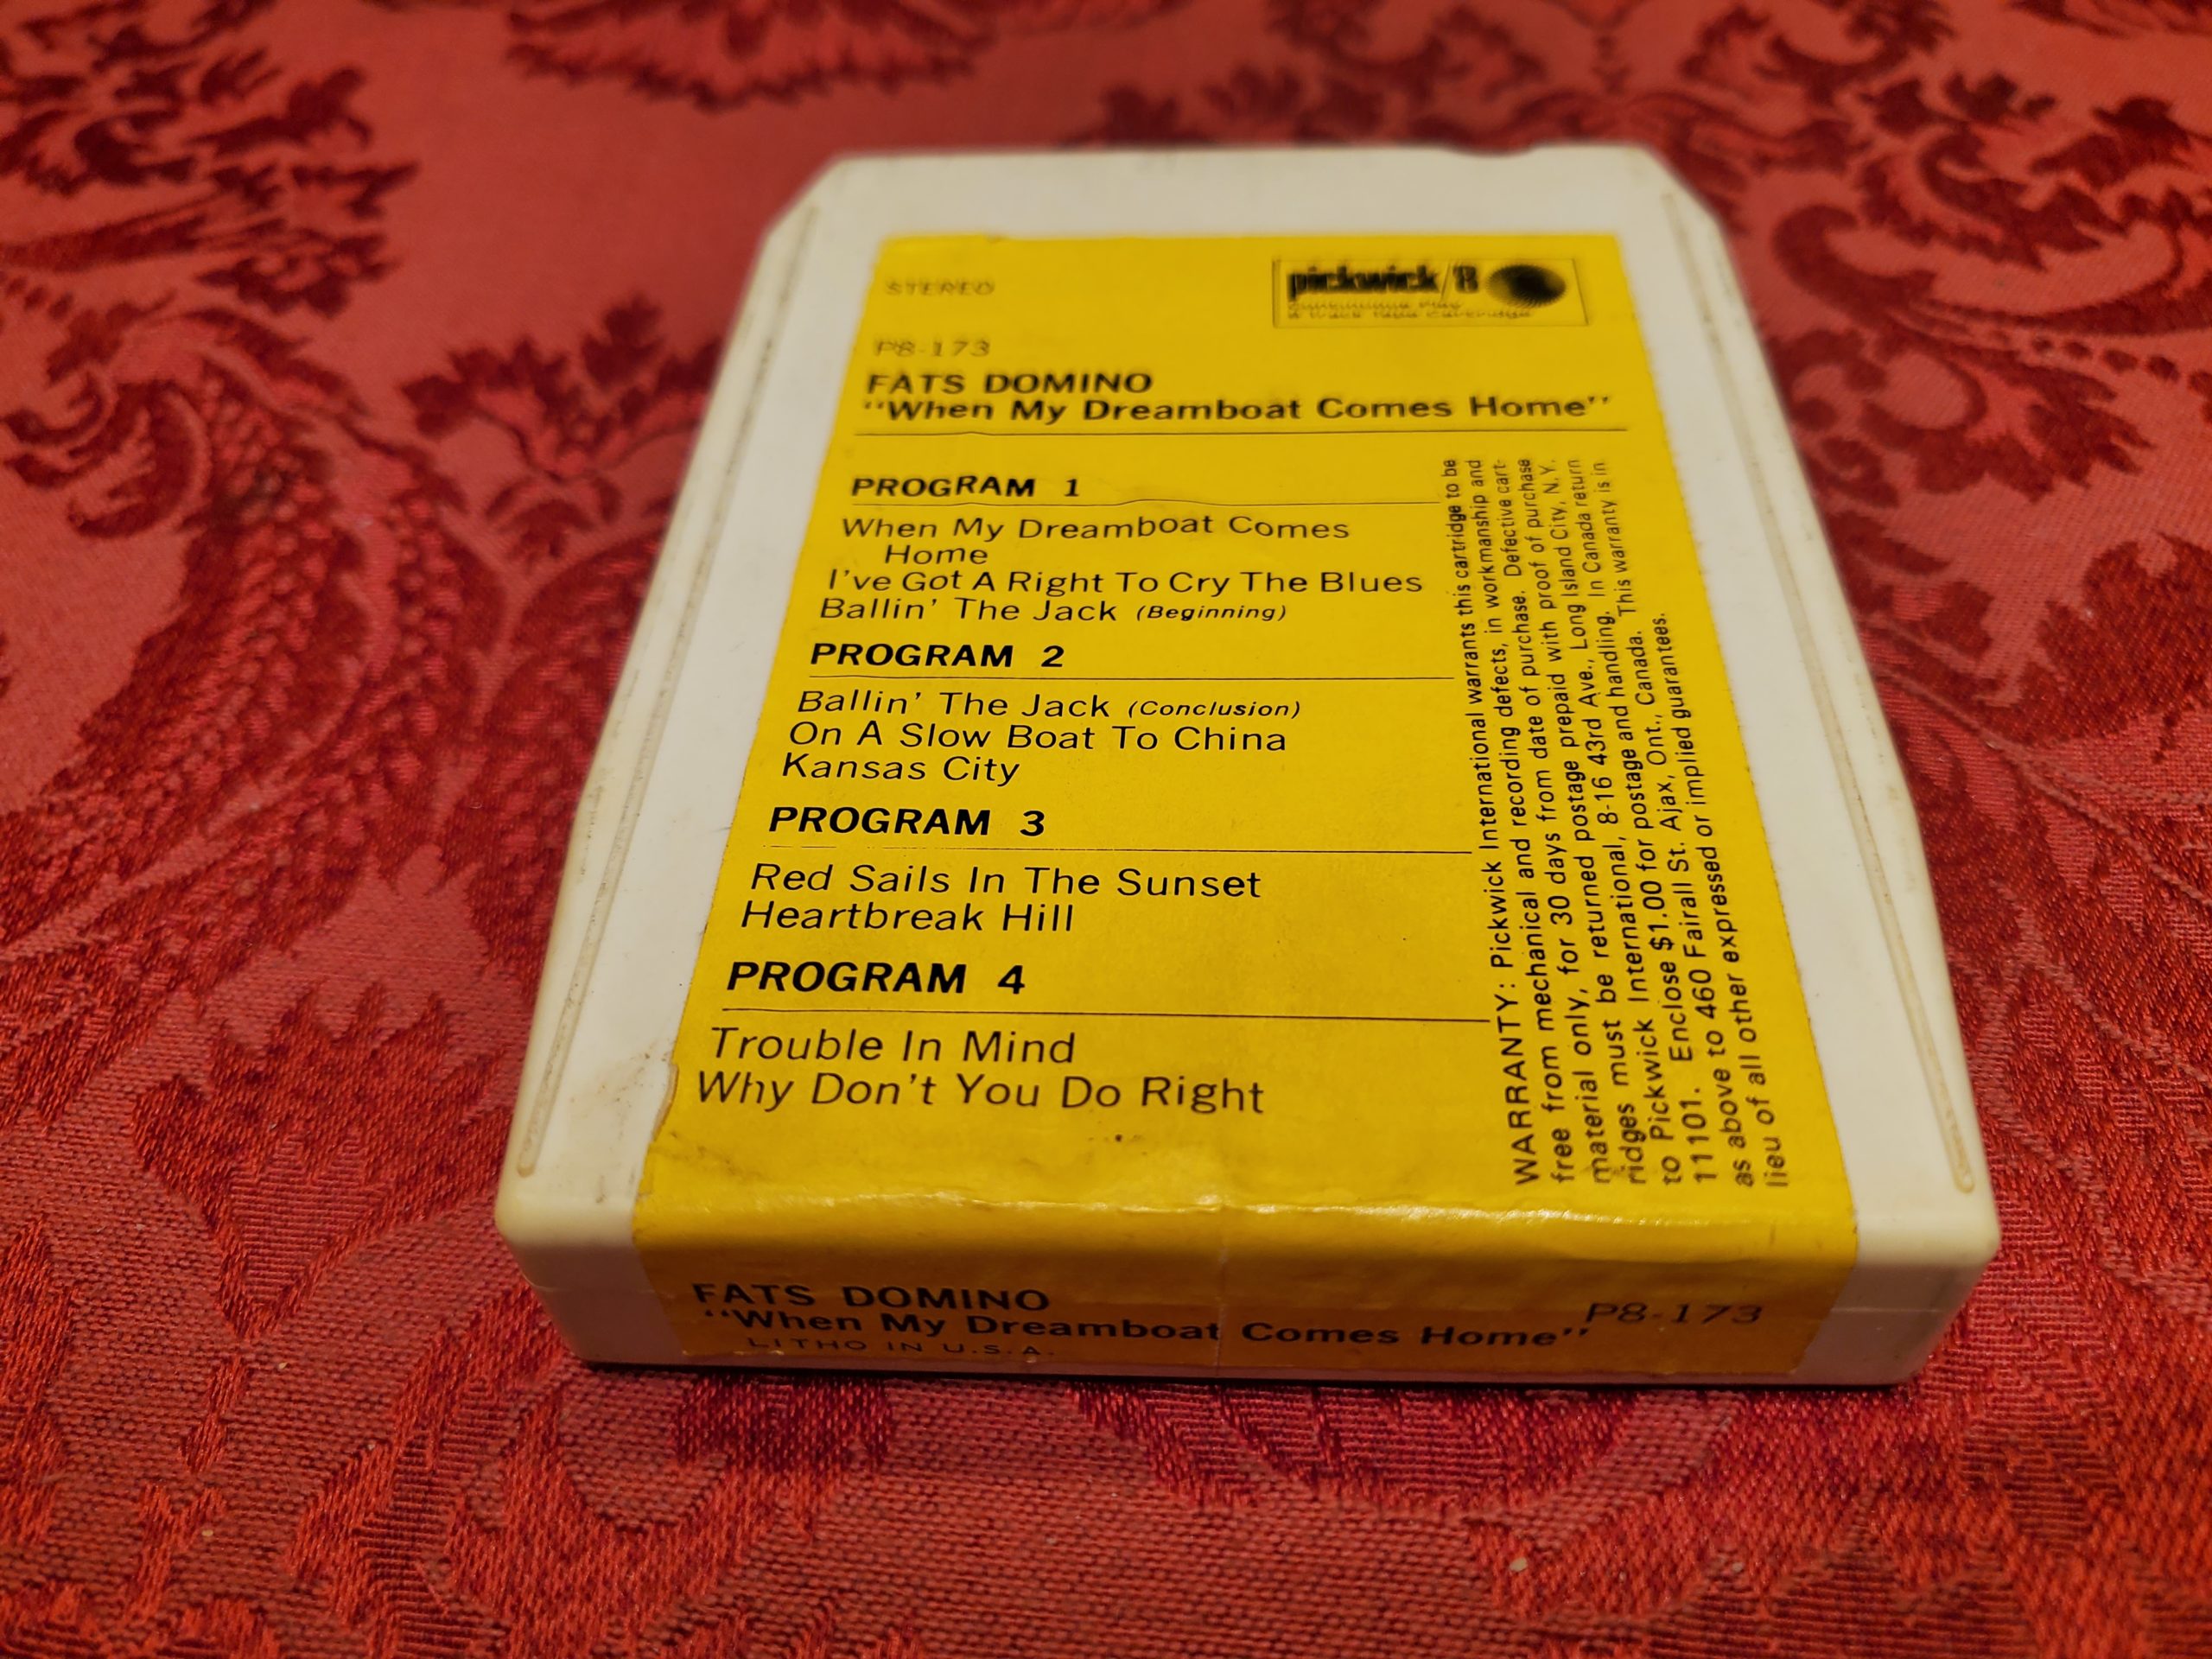 STEREO
pickwick/8
Continuous Play
8 Track Tape Cartridge
P8-173
FATS DOMINO
"When My Dreamboat Comes Home"
PROGRAM 1
When My Dreamboat Comes
Home
I've Got A Right To Cry The Blues
Ballin' The Jack (Beginning)
PROGRAM 2
Ballin' The Jack (Conclusion)
On A Slow Boat To China
Kansas City
PROGRAM 3
Red Sails In The Sunset
Heartbreak Hill
PROGRAM 4
Trouble In Mind
Why Don't You Do Right
WARRANTY: Pickwick International warrants this cartridge to be
free from mechanical and recording defects, in workmanship and
material only, for 30 days from date of purchase. Defective cart-
ridges must be returned postage prepaid with proof of purchase
to Pickwick International, 8-16 43rd Ave., Long Island City, N.Y.
11101. Enclose $1.00 for postage and handling. In Canada return
as above to 460 Fairall St. Ajax, Ont., Canada. This warranty is in
lieu of all other expressed or implied guarantees.
FATS DOMINO
"When My Dreamboat Comes Home"
P8-173
LITHO IN U.S.A.